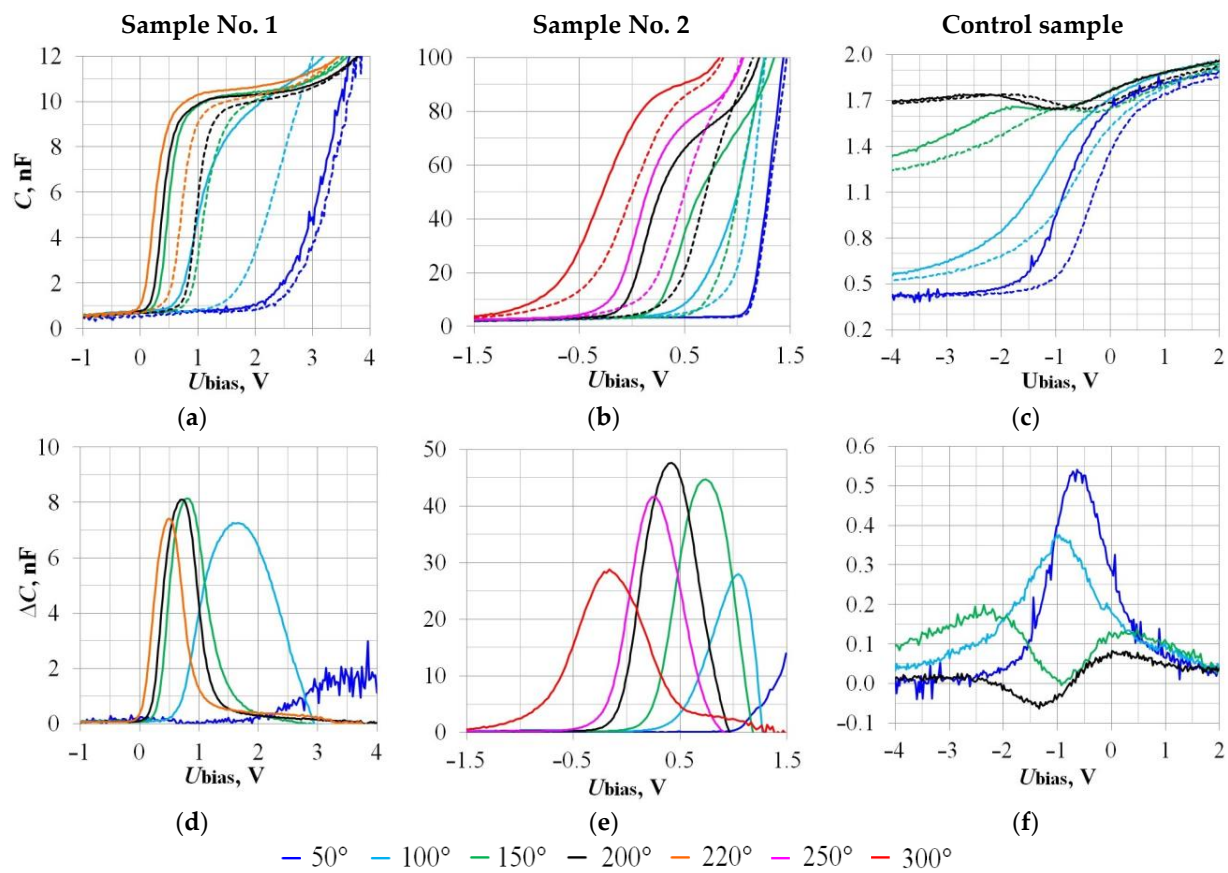 Sample No. 1
Sample No. 2
Control sample
C, nF
12
10
8
6
4
2
0
−1 0 1 2 3 4
Ubias, V
(a)
100
80
60
40
20
0
−1.5 −0.5 0.5 1.5
Ubias, V
(b)
2.0
1.7
1.4
1.1
0.8
0.5
0.2
−4 −3 −2 −1 0 1 2
Ubias, V
(c)
ΔC, nF
10
8
6
4
2
0
−1 0 1 2 3 4
Ubias, V
(d)
50
40
30
20
10
0
−1.5 −0.5 0.5 1.5
Ubias, V
(e)
0.6
0.5
0.4
0.3
0.2
0.1
0.0
−0.1
−4 −3 −2 −1 0 1 2
Ubias, V
(f)
50° 100° 150° 200° 220° 250° 300°